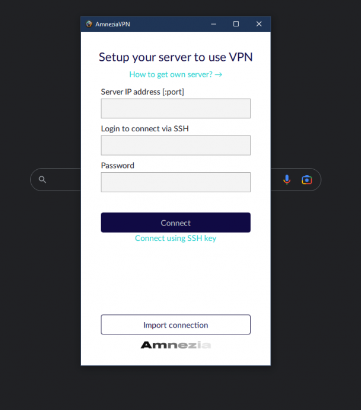 AmneziaVPN
Setup your server to use VPN
How to get own server? →
Server IP address [:port]
Login to connect via SSH
Password
Connect
Connect using SSH key
Import connection
Amnezia